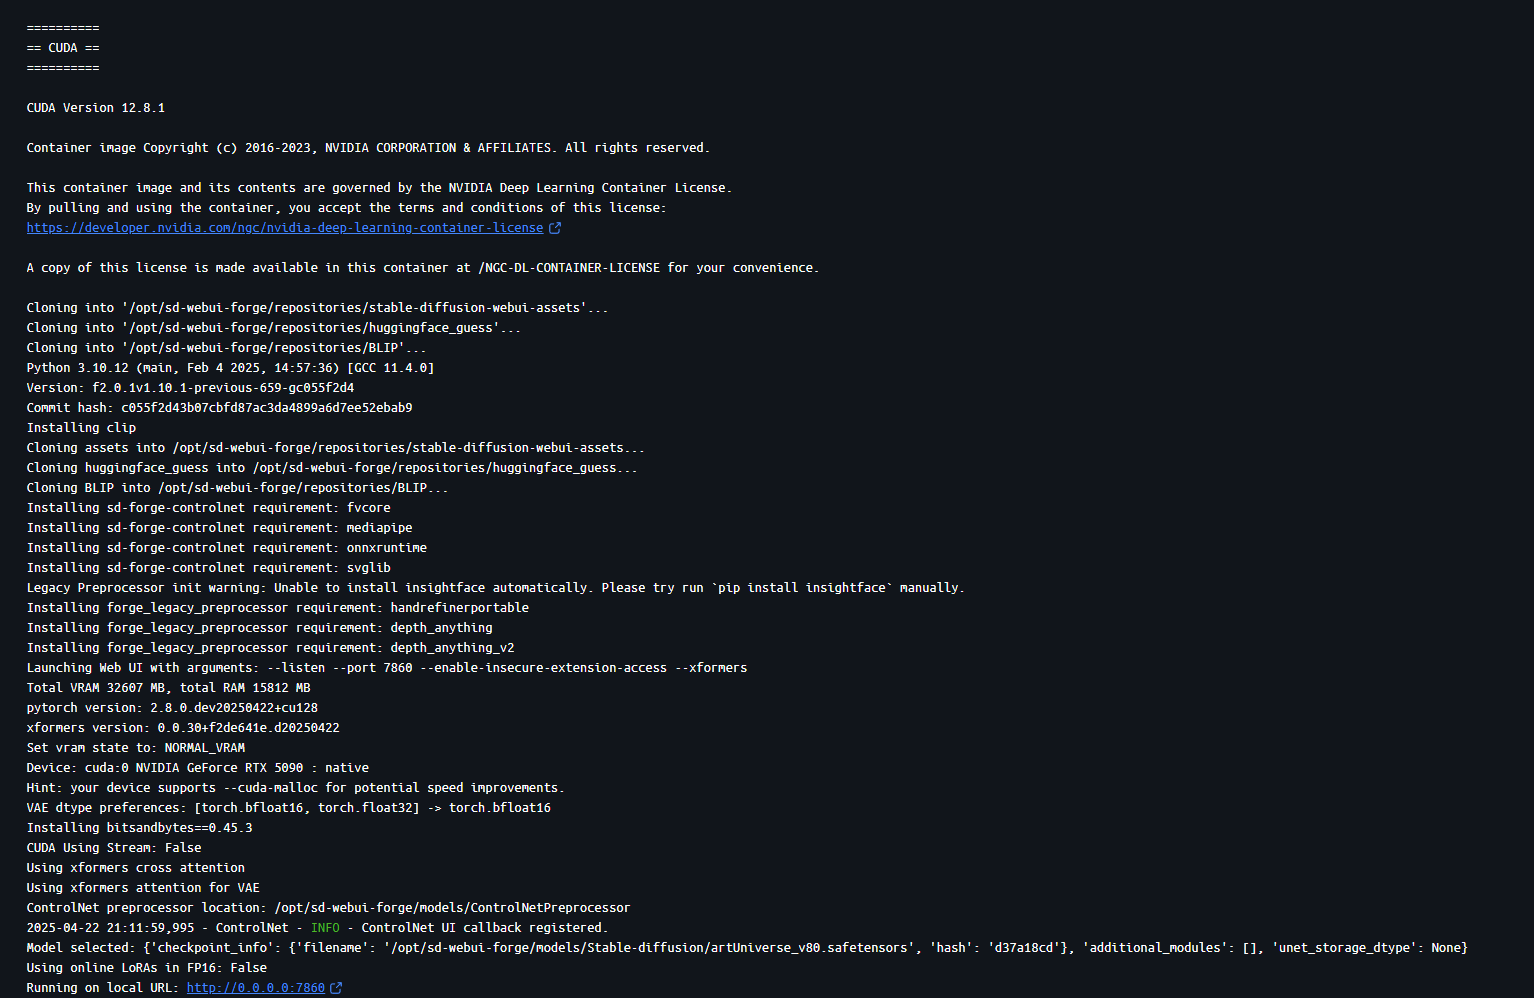 ==========
== CUDA ==
==========
CUDA Version 12.8.1
Container image Copyright (c) 2016-2023, NVIDIA CORPORATION & AFFILIATES. All rights reserved.
This container image and its contents are governed by the NVIDIA Deep Learning Container License.
By pulling and using the container, you accept the terms and conditions of this license:
https://developer.nvidia.com/ngc/nvidia-deep-learning-container-license
A copy of this license is made available in this container at /NGC-DL-CONTAINER-LICENSE for your convenience.
Cloning into '/opt/sd-webui-forge/repositories/stable-diffusion-webui-assets'...
Cloning into '/opt/sd-webui-forge/repositories/huggingface_guess'...
Cloning into '/opt/sd-webui-forge/repositories/BLIP'...
Python 3.10.12 (main, Feb 4 2025, 14:57:36) [GCC 11.4.0]
Version: f2.0.1v1.10.1-previous-659-gc055f2d4
Commit hash: c055f2d43b07cbfd87ac3da4899a6d7ee52ebab9
Installing clip
Cloning assets into /opt/sd-webui-forge/repositories/stable-diffusion-webui-assets...
Cloning huggingface_guess into /opt/sd-webui-forge/repositories/huggingface_guess...
Cloning BLIP into /opt/sd-webui-forge/repositories/BLIP...
Installing sd-forge-controlnet requirement: fvcore
Installing sd-forge-controlnet requirement: mediapipe
Installing sd-forge-controlnet requirement: onnxruntime
Installing sd-forge-controlnet requirement: svglib
Legacy Preprocessor init warning: Unable to install insightface automatically. Please try run `pip install insightface` manually.
Installing forge_legacy_preprocessor requirement: handrefinerportable
Installing forge_legacy_preprocessor requirement: depth_anything
Installing forge_legacy_preprocessor requirement: depth_anything_v2
Launching Web UI with arguments: --listen --port 7860 --enable-insecure-extension-access --xformers
Total VRAM 32607 MB, total RAM 15812 MB
pytorch version: 2.8.0.dev20250422+cu128
xformers version: 0.0.30+f2de641e.d20250422
Set vram state to: NORMAL_VRAM
Device: cuda:0 NVIDIA GeForce RTX 5090 : native
Hint: your device supports --cuda-malloc for potential speed improvements.
VAE dtype preferences: [torch.bfloat16, torch.float32] -> torch.bfloat16
Installing bitsandbytes==0.45.3
CUDA Using Stream: False
Using xformers cross attention
Using xformers attention for VAE
ControlNet preprocessor location: /opt/sd-webui-forge/models/ControlNetPreprocessor
2025-04-22 21:11:59,995 - ControlNet - INFO - ControlNet UI callback registered.
Model selected: {'checkpoint_info': {'filename': '/opt/sd-webui-forge/models/Stable-diffusion/artUniverse_v80.safetensors', 'hash': 'd37a18cd'}, 'additional_modules': [], 'unet_storage_dtype': None}
Using online LoRAs in FP16: False
Running on local URL: http://0.0.0.0:7860